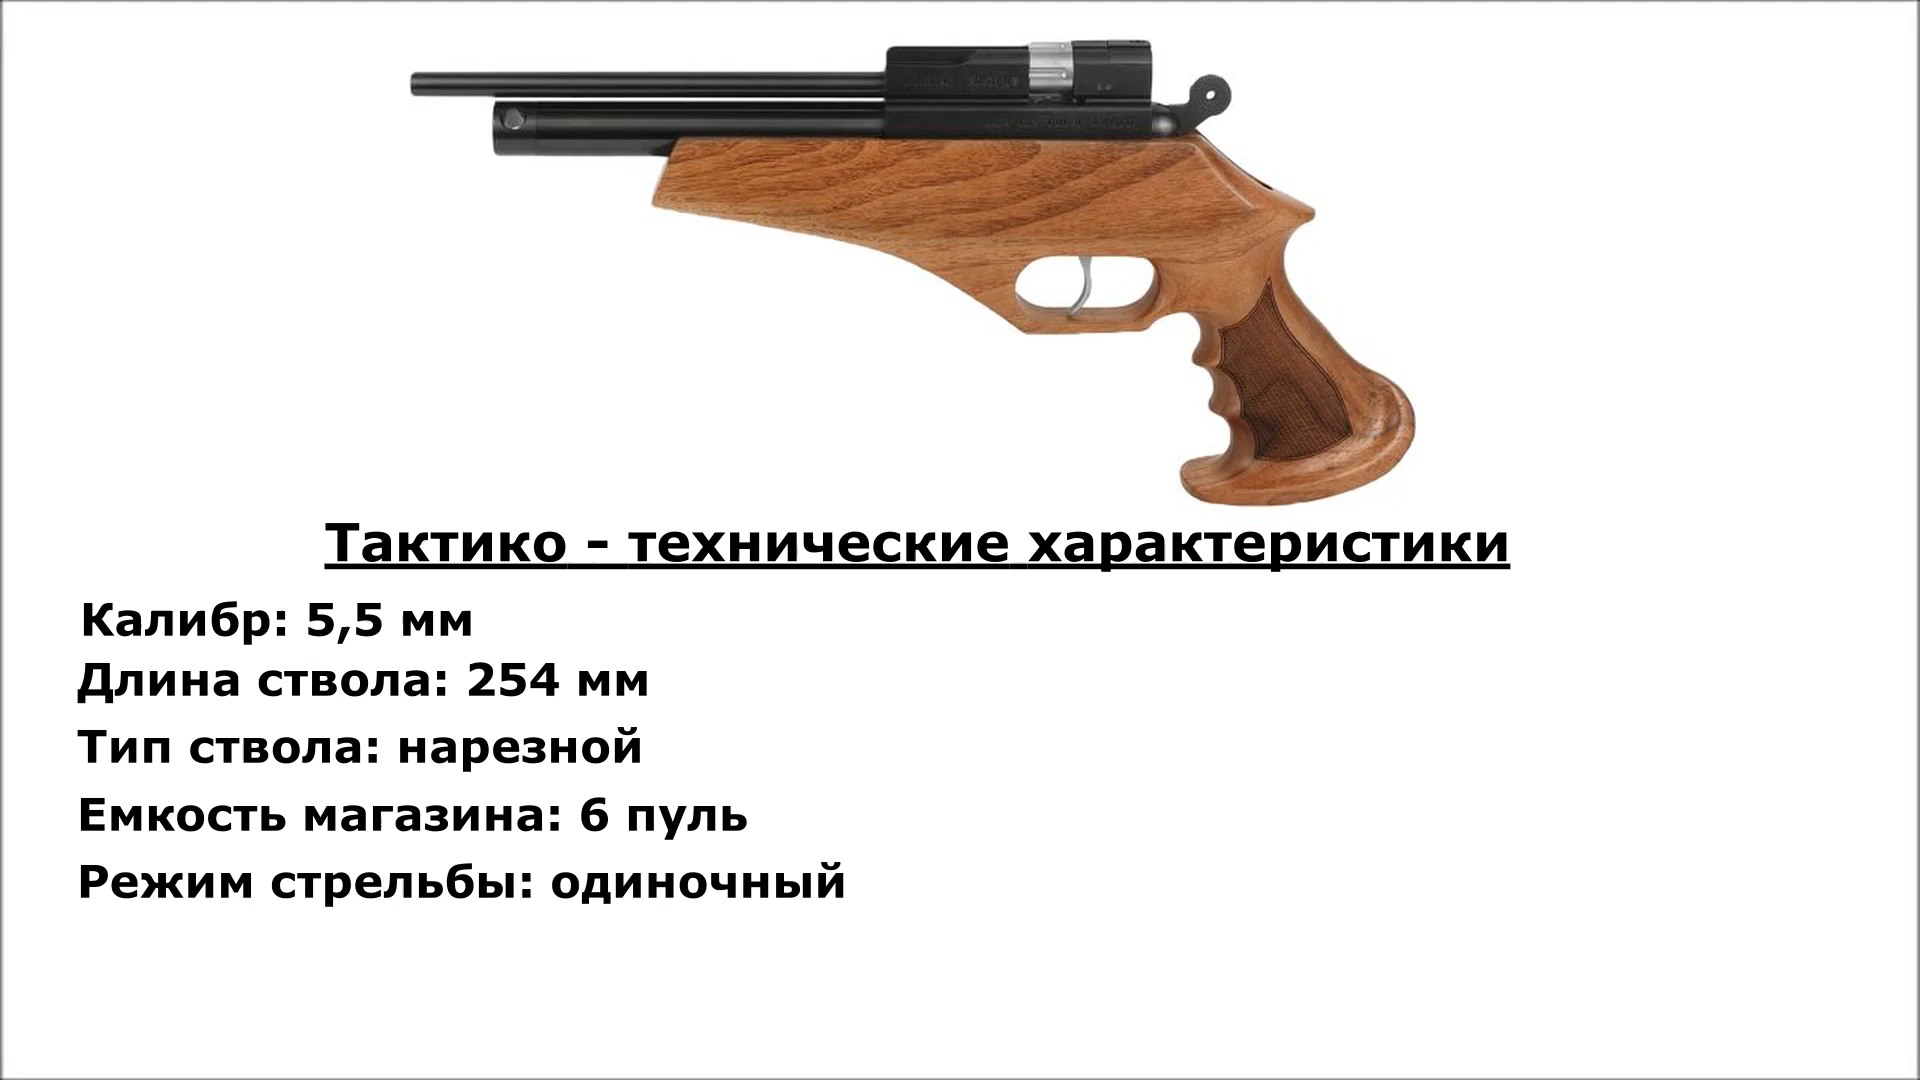 Тактико - технические характеристики
Калибр: 5,5 мм
Длина ствола: 254 мм
Тип ствола: нарезной
Емкость магазина: 6 пуль
Режим стрельбы: одиночный